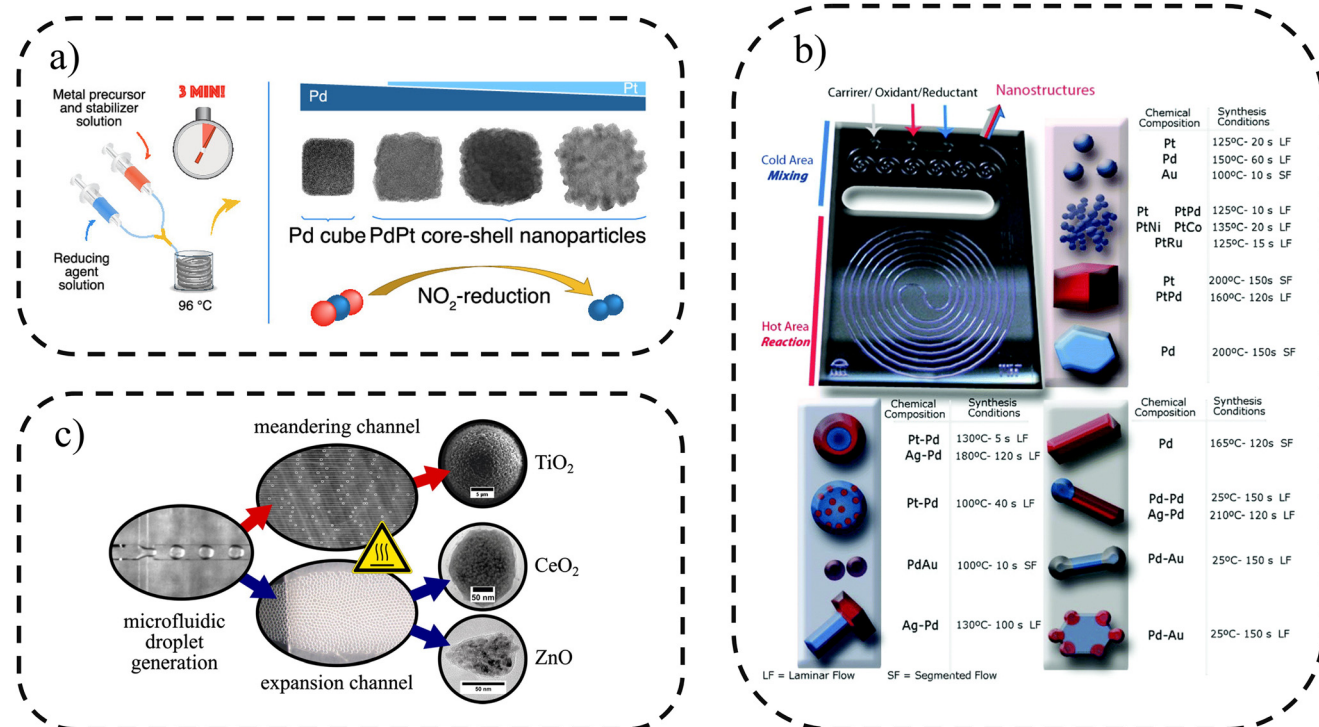 a)
Metal precursor
and stabilizer
solution
3 MIN!
Reducing
agent
solution
96 °C
Pd
Pt
Pd cube
PdPt core-shell nanoparticles
NO2-reduction
b)
Carrirer/ Oxidant/Reductant
Nanostructures
Cold Area
Mixing
Hot Area
Reaction
Chemical
Composition
Synthesis
Conditions
Pt 125ºC- 20 s LF
Pd 150ºC- 60 s LF
Au 100ºC- 10 s SF
Pt PtPd 125ºC- 10 s LF
PtNi PtCo 135ºC- 20 s LF
PtRu 125ºC- 15 s LF
Pt 200ºC- 150s SF
PtPd 160ºC- 120s LF
Pd 200ºC- 150s SF
Chemical
Composition
Synthesis
Conditions
Pt-Pd 130ºC- 5 s LF
Ag-Pd 180ºC- 120 s LF
Pt-Pd 100ºC- 40 s LF
PdAu 100ºC- 10 s SF
Ag-Pd 130ºC- 100 s LF
Chemical
Composition
Synthesis
Conditions
Pd 165ºC- 120s SF
Pd-Pd 25ºC- 150 s LF
Ag-Pd 210ºC- 120 s LF
Pd-Au 25ºC- 150 s LF
Pd-Au 25ºC- 150 s LF
LF = Laminar Flow SF = Segmented Flow
c)
meandering channel
TiO2
5 µm
CeO2
50 nm
microfluidic
droplet
generation
expansion channel
ZnO
50 nm